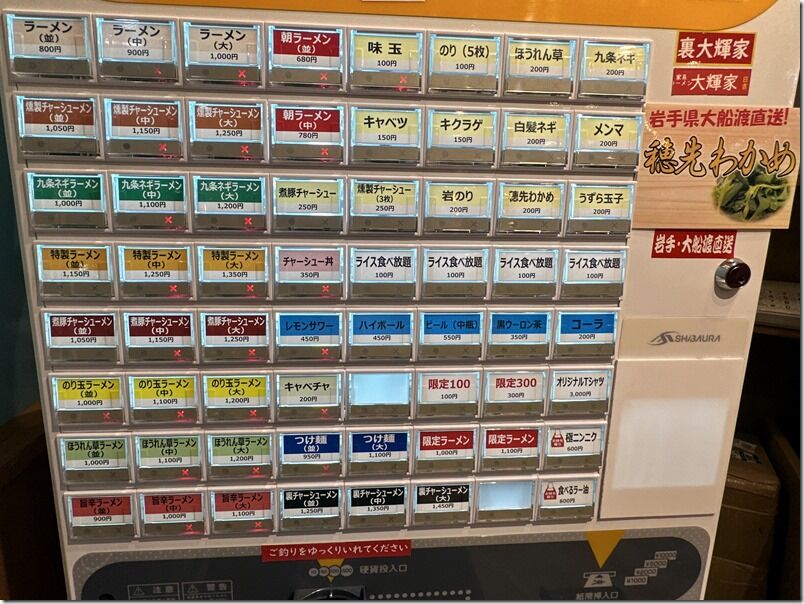 ラーメン
(並)
800円
ラーメン
(中)
900円
ラーメン
(大)
1,000円
朝ラーメン
(並)
680円
味玉
100円
のり(5枚)
100円
ほうれん草
200円
九条ネギ
200円
裏大輝家
家系
ラーメン
大輝家
燻製チャーシューメン
(並)
1,050円
燻製チャーシューメン
(中)
1,150円
燻製チャーシューメン
(大)
1,250円
朝ラーメン
(中)
780円
キャベツ
150円
キクラゲ
150円
白髪ネギ
200円
メンマ
200円
岩手県大船渡直送!
穂先わかめ
九条ネギラーメン
(並)
1,000円
九条ネギラーメン
(中)
1,100円
九条ネギラーメン
(大)
1,200円
煮豚チャーシュー
250円
燻製チャーシュー
(3枚)
250円
岩のり
200円
穂先わかめ
200円
うずら玉子
200円
岩手・大船渡直送
特製ラーメン
(並)
1,150円
特製ラーメン
(中)
1,250円
特製ラーメン
(大)
1,350円
チャーシュー丼
350円
ライス食べ放題
100円
ライス食べ放題
100円
ライス食べ放題
100円
ライス食べ放題
100円
煮豚チャーシューメン
(並)
1,050円
煮豚チャーシューメン
(中)
1,150円
煮豚チャーシューメン
(大)
1,250円
レモンサワー
450円
ハイボール
450円
ビール(中瓶)
550円
黒ウーロン茶
350円
コーラ
200円
SHIBAURA
のり玉ラーメン
(並)
1,000円
のり玉ラーメン
(中)
1,100円
のり玉ラーメン
(大)
1,200円
キャベチャ
200円
限定100
100円
限定300
300円
オリジナルTシャツ
3,000円
ほうれん草ラーメン
(並)
1,000円
ほうれん草ラーメン
(中)
1,100円
ほうれん草ラーメン
(大)
1,200円
つけ麺
(並)
950円
つけ麺
(大)
1,100円
限定ラーメン
1,000円
限定ラーメン
1,100円
極ニンニク
600円
旨辛ラーメン
(並)
900円
旨辛ラーメン
(中)
1,000円
旨辛ラーメン
(大)
1,100円
裏チャーシューメン
(並)
1,250円
裏チャーシューメン
(中)
1,350円
裏チャーシューメン
(大)
1,450円
食べるラー油
600円
ご釣りをゆっくりいれてください
硬貨投入口
注意
警告
紙幣挿入口
¥10000
¥5000
¥2000
¥1000